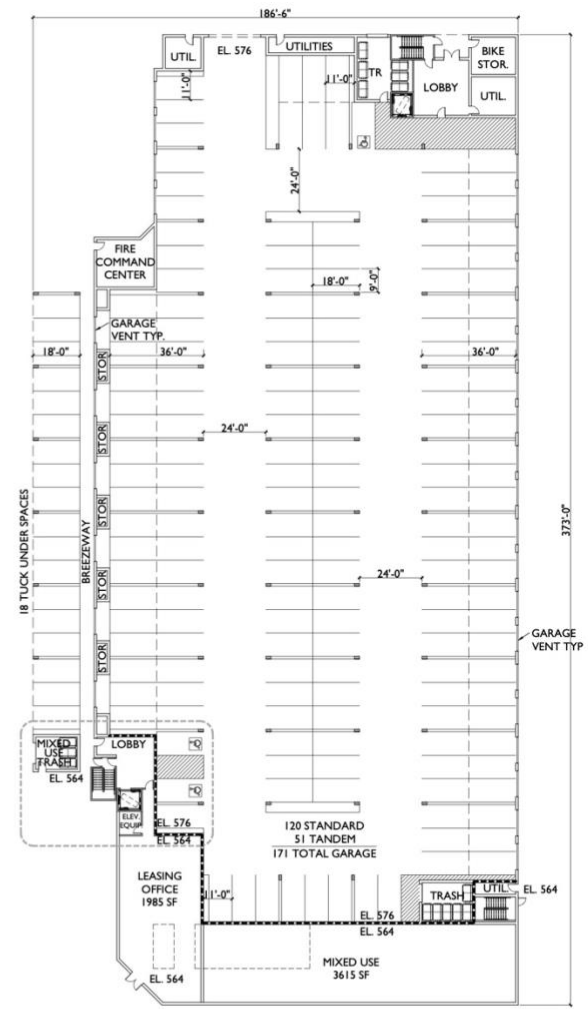 186'-6"
UTIL.
EL. 576
UTILITIES
TR
LOBBY
BIKE
STOR.
UTIL.
11'-0"
11'-0"
24'-0"
FIRE
COMMAND
CENTER
18'-0"
9'-0"
GARAGE
VENT TYP.
18'-0"
36'-0"
36'-0"
STOR
24'-0"
STOR
18 TUCK UNDER SPACES
BREEZEWAY
STOR
373'-0"
STOR
24'-0"
STOR
GARAGE
VENT TYP
MIXED
USE
TRASH
LOBBY
EL. 564
ELEV.
EQUIP
EL. 576
EL. 564
120 STANDARD
51 TANDEM
171 TOTAL GARAGE
LEASING
OFFICE
1985 SF
11'-0"
TRASH
UTIL.
EL. 564
EL. 576
EL. 564
MIXED USE
3615 SF
EL. 564